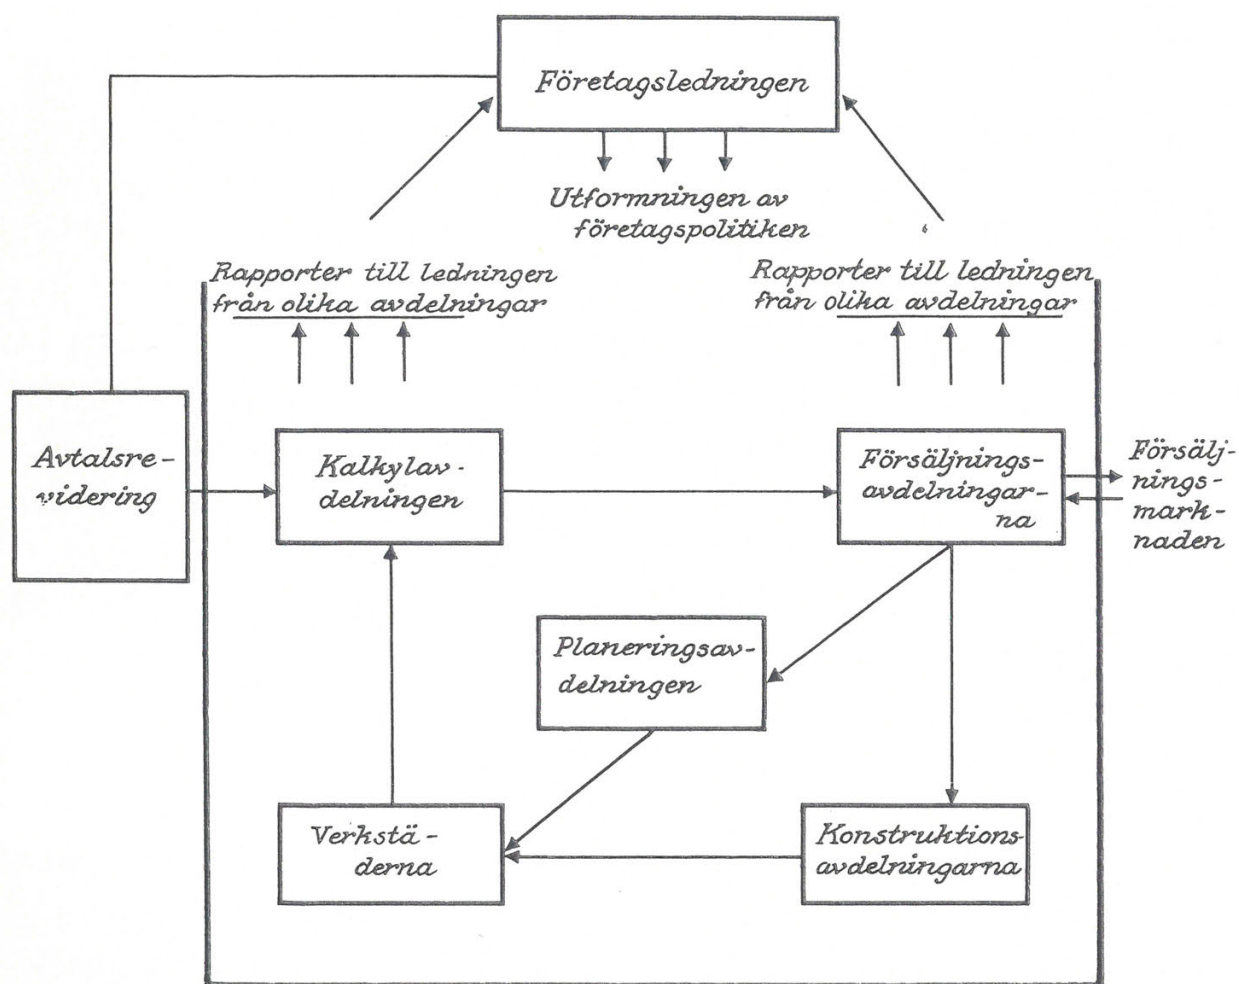 Företagsledningen
Utformningen av
företagspolitiken
Rapporter till ledningen
från olika avdelningar
Rapporter till ledningen
från olika avdelningar
Avtalsre-
videring
Kalkylav-
delningen
Försäljnings-
avdelningar-
na
Försälj-
nings-
mark-
naden
Planeringsav-
delningen
Verkstä-
derna
Konstruktions-
avdelningarna